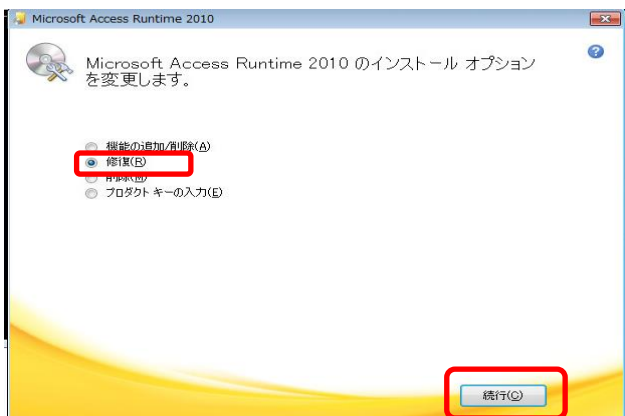 Microsoft Access Runtime 2010
Microsoft Access Runtime 2010 のインストール オプション
を変更します。
機能の追加/削除(A)
修復(R)
削除(M)
プロダクト キーの入力(E)
続行(C)